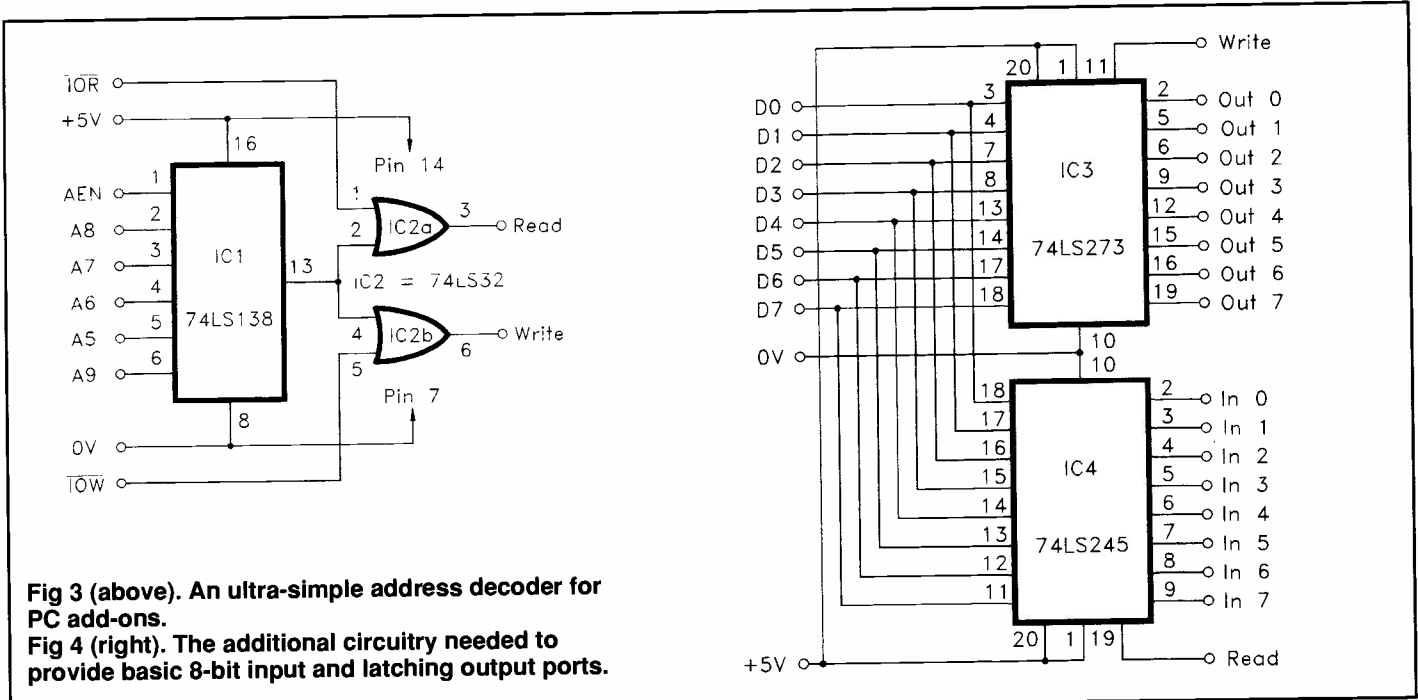 IOR
+5V
16
Pin 14
AEN
1
A8
2
A7
3
A6
4
A5
5
A9
6
IC1
74LS138
13
8
0V
IOW
1
2
IC2a
3
Read
IC2 = 74LS32
4
5
IC2b
6
Write
Pin 7
Fig 3 (above). An ultra-simple address decoder for
PC add-ons.
Fig 4 (right). The additional circuitry needed to
provide basic 8-bit input and latching output ports.
20
1
11
Write
D0
3
D1
4
D2
7
D3
8
D4
13
D5
14
D6
17
D7
18
IC3
74LS273
2
Out 0
5
Out 1
6
Out 2
9
Out 3
12
Out 4
15
Out 5
16
Out 6
19
Out 7
0V
10
10
18
17
16
15
14
13
12
11
IC4
74LS245
2
In 0
3
In 1
4
In 2
5
In 3
6
In 4
7
In 5
8
In 6
9
In 7
+5V
20
1
19
Read